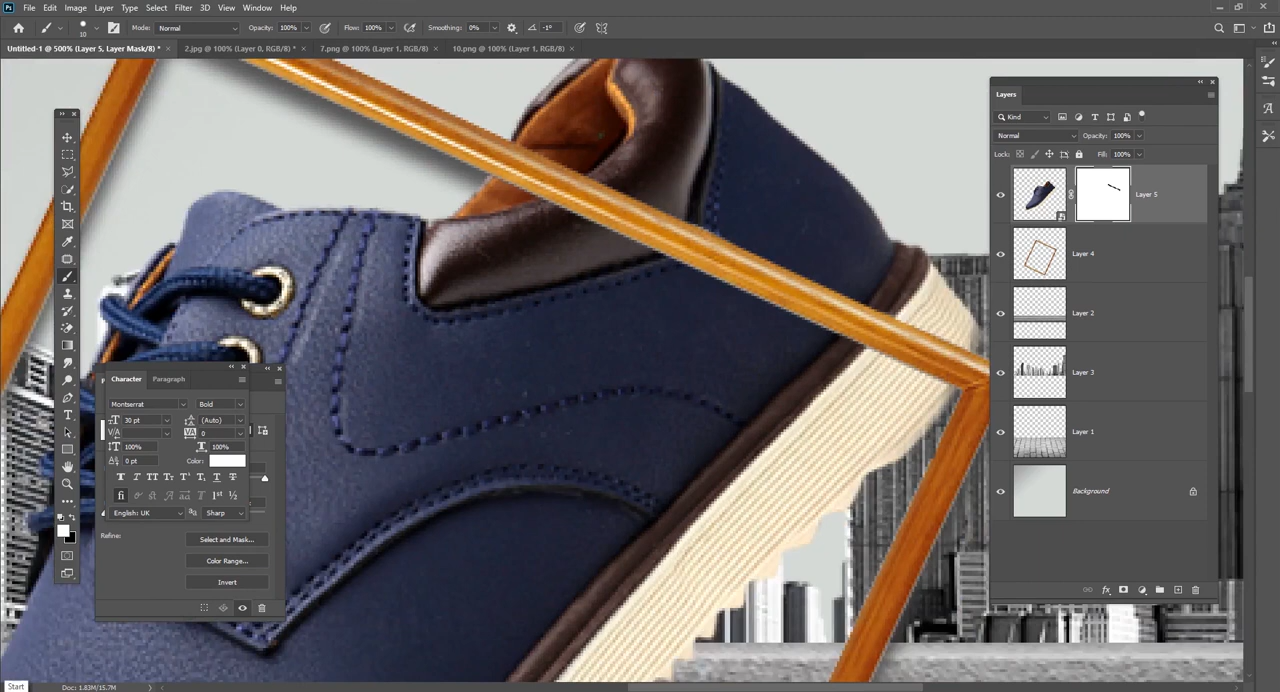 Ps File Edit Image Layer Type Select Filter 3D View Window Help
10 Mode: Normal Opacity: 100% Flow: 100% Smoothing: 0% -1°
Untitled-1 @ 500% (Layer 5, Layer Mask/8) * × 2.jpg @ 100% (Layer 0, RGB/8) * × 7.png @ 100% (Layer 1, RGB/8) × 10.png @ 100% (Layer 1, RGB/8) ×
Layers
Kind
Normal Opacity: 100%
Lock: Fill: 100%
Layer 5
Layer 4
Layer 2
Layer 3
Layer 1
Background
Character Paragraph
Montserrat Bold
30 pt (Auto)
0
100% 100%
0 pt Color:
English: UK Sharp
Refine:
Select and Mask...
Color Range...
Invert
Start Doc: 1.83M/15.7M